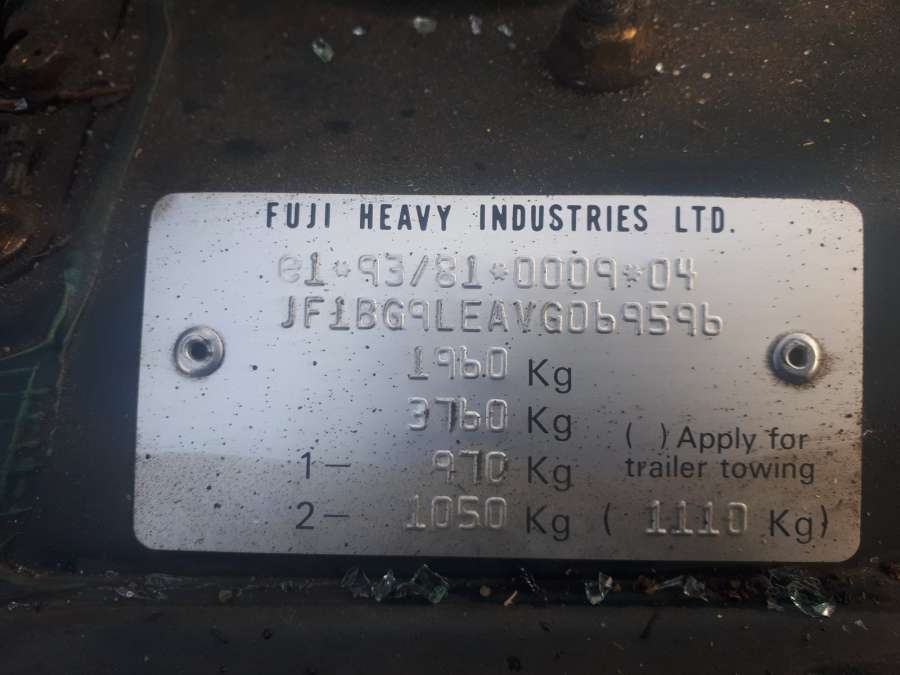 FUJI HEAVY INDUSTRIES LTD.
e1*93/81*0009*04
JF1BG9LEAVG069596
1960 Kg
3760 Kg
1- 970 Kg
2- 1050 Kg ( 1110 Kg)
( ) Apply for
trailer towing